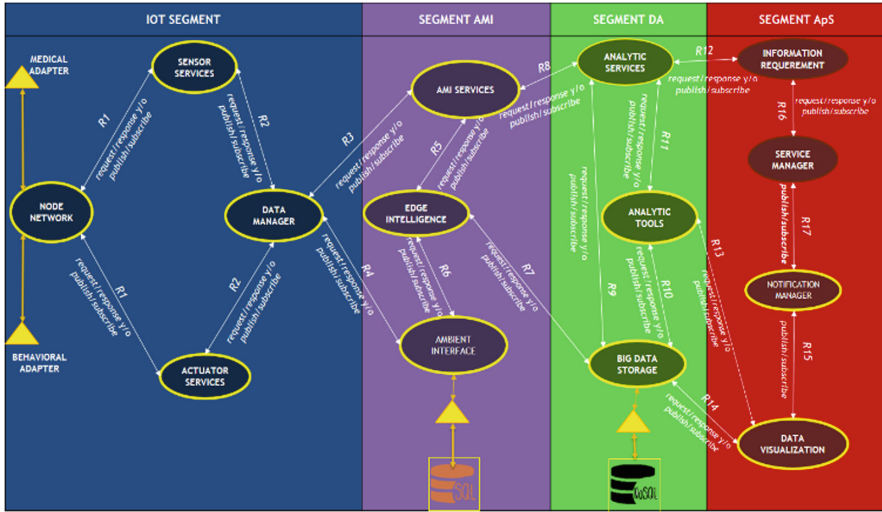 IOT SEGMENT
SEGMENT AMI
SEGMENT DA
SEGMENT ApS
MEDICAL
ADAPTER
SENSOR
SERVICES
R1
request/response y/o
publish/subscribe
R2
request/response y/o
publish/subscribe
NODE
NETWORK
DATA
MANAGER
R1
request/response y/o
publish/subscribe
R2
request/response y/o
publish/subscribe
BEHAVIORAL
ADAPTER
ACTUATOR
SERVICES
R3
request/response y/o
publish/subscribe
R4
request/response y/o
publish/subscribe
AMI SERVICES
R5
request/response y/o
publish/subscribe
EDGE
INTELLIGENCE
R6
request/response y/o
publish/subscribe
AMBIENT
INTERFACE
SQL
R8
request/response y/o
publish/subscribe
R7
request/response y/o
publish/subscribe
ANALYTIC
SERVICES
R11
request/response y/o
publish/subscribe
R9
request/response y/o
publish/subscribe
ANALYTIC
TOOLS
R10
request/response y/o
publish/subscribe
BIG DATA
STORAGE
NoSQL
R12
request/response y/o
publish/subscribe
R13
request/response y/o
publish/subscribe
R14
request/response y/o
publish/subscribe
INFORMATION
REQUEREMENT
R16
request/response y/o
publish/subscribe
SERVICE
MANAGER
R17
publish/subscribe
NOTIFICATION
MANAGER
R15
publish/subscribe
DATA
VISUALIZATION